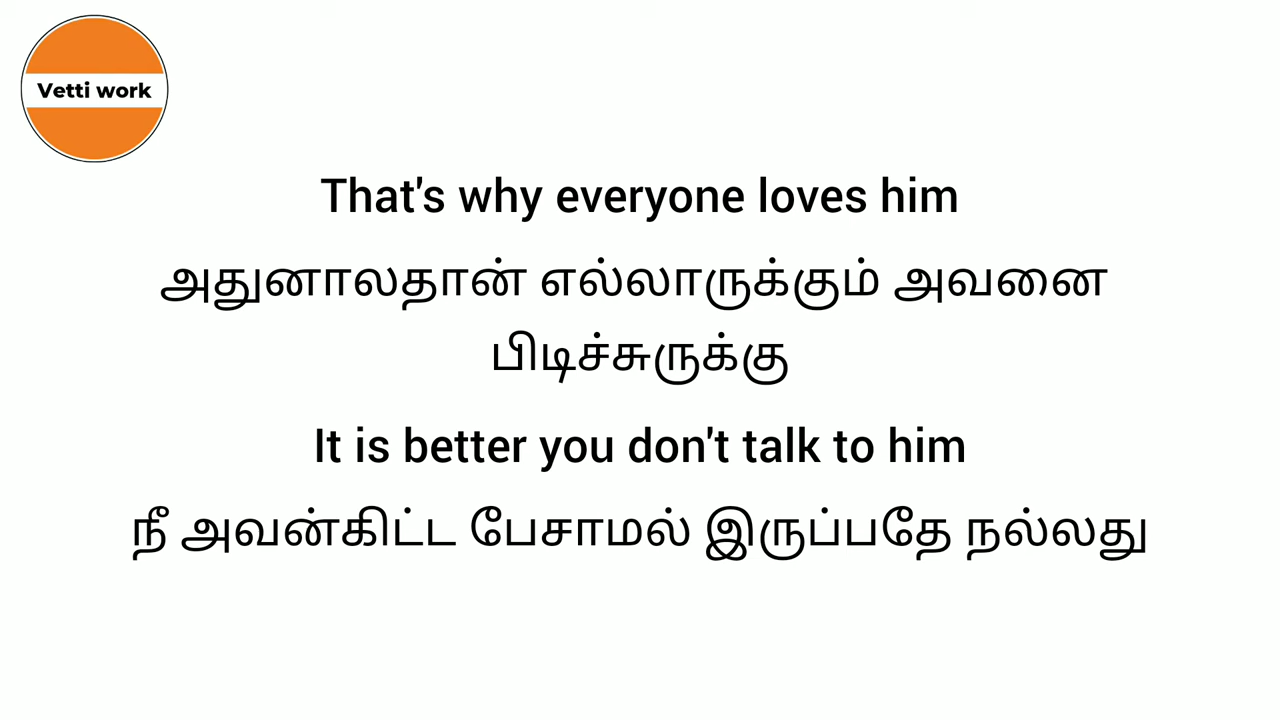 Vetti work
That's why everyone loves him
அதுனாலதான் எல்லாருக்கும் அவனை
பிடிச்சுருக்கு
It is better you don't talk to him
நீ அவன்கிட்ட பேசாமல் இருப்பதே நல்லது